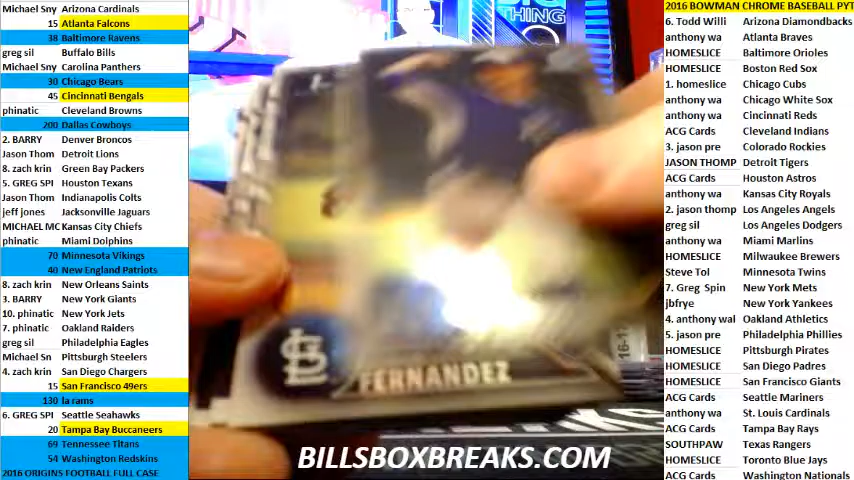 Michael Sny Arizona Cardinals
15 Atlanta Falcons
38 Baltimore Ravens
greg sil Buffalo Bills
Michael Sny Carolina Panthers
30 Chicago Bears
45 Cincinnati Bengals
phinatic Cleveland Browns
200 Dallas Cowboys
2. BARRY Denver Broncos
Jason Thom Detroit Lions
8. zach krin Green Bay Packers
5. GREG SPI Houston Texans
Jason Thom Indianapolis Colts
jeff jones Jacksonville Jaguars
MICHAEL MC Kansas City Chiefs
phinatic Miami Dolphins
70 Minnesota Vikings
40 New England Patriots
8. zach krin New Orleans Saints
3. BARRY New York Giants
10. phinatic New York Jets
7. phinatic Oakland Raiders
greg sil Philadelphia Eagles
Michael Sn Pittsburgh Steelers
4. zach krin San Diego Chargers
15 San Francisco 49ers
130 la rams
6. GREG SPI Seattle Seahawks
20 Tampa Bay Buccaneers
69 Tennessee Titans
54 Washington Redskins
2016 ORIGINS FOOTBALL FULL CASE
THING
FERNANDEZ
16-17
BILLSBOXBREAKS.COM
2016 BOWMAN CHROME BASEBALL PYT
6. Todd Willi Arizona Diamondbacks
anthony wa Atlanta Braves
HOMESLICE Baltimore Orioles
HOMESLICE Boston Red Sox
1. homeslice Chicago Cubs
anthony wa Chicago White Sox
anthony wa Cincinnati Reds
ACG Cards Cleveland Indians
3. jason pre Colorado Rockies
JASON THOMP Detroit Tigers
ACG Cards Houston Astros
anthony wa Kansas City Royals
2. jason thomp Los Angeles Angels
greg sil Los Angeles Dodgers
anthony wa Miami Marlins
HOMESLICE Milwaukee Brewers
Steve Tol Minnesota Twins
7. Greg Spin New York Mets
jbfrye New York Yankees
4. anthony wal Oakland Athletics
5. jason pre Philadelphia Phillies
HOMESLICE Pittsburgh Pirates
HOMESLICE San Diego Padres
HOMESLICE San Francisco Giants
ACG Cards Seattle Mariners
anthony wa St. Louis Cardinals
ACG Cards Tampa Bay Rays
SOUTHPAW Texas Rangers
HOMESLICE Toronto Blue Jays
ACG Cards Washington Nationals